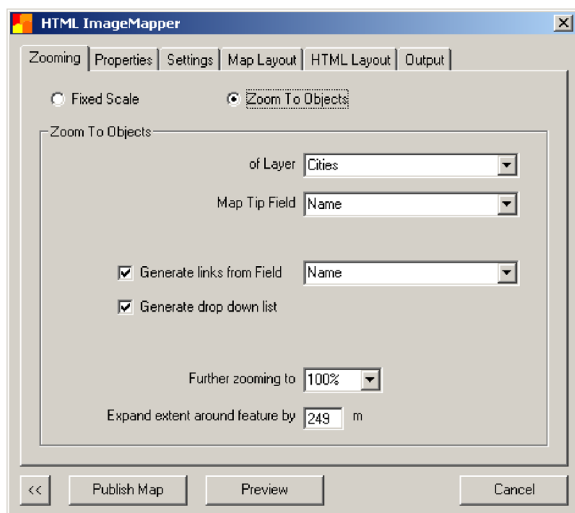 HTML ImageMapper
Zooming Properties Settings Map Layout HTML Layout Output
Fixed Scale Zoom To Objects
Zoom To Objects
of Layer Cities
Map Tip Field Name
Generate links from Field Name
Generate drop down list
Further zooming to 100%
Expand extent around feature by 249 m
<< Publish Map Preview Cancel